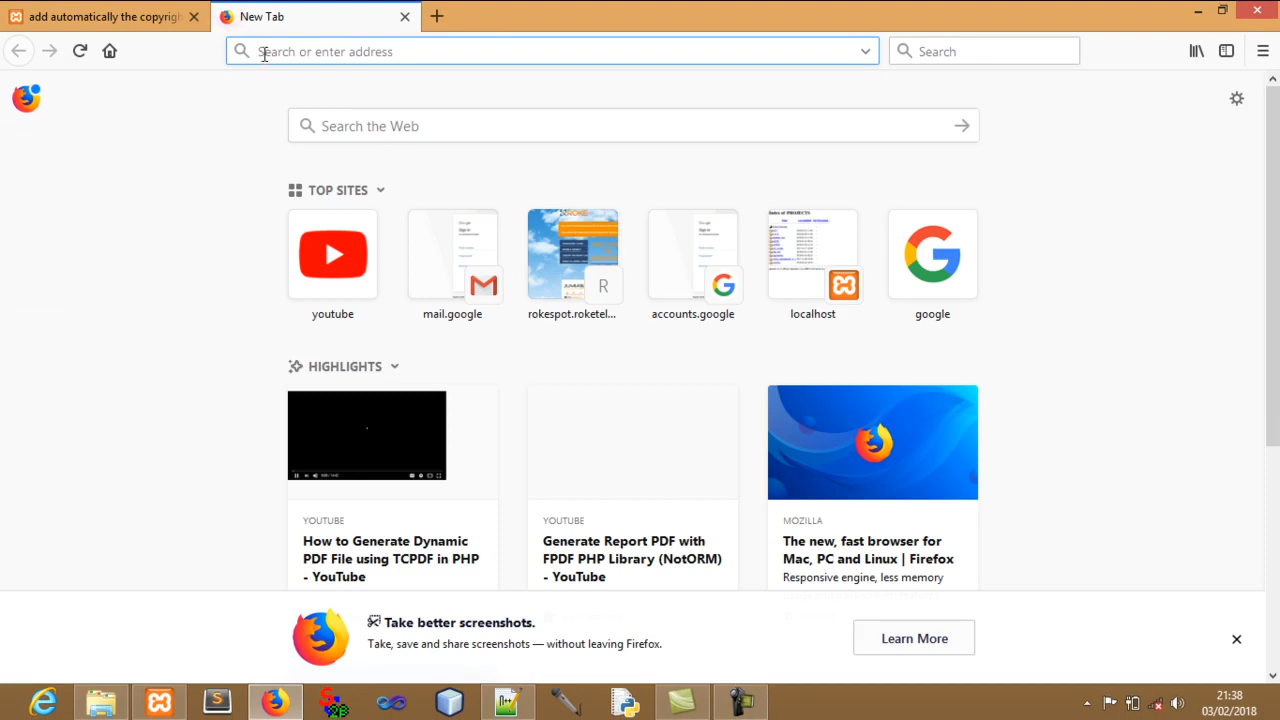 add automatically the copyrigh
New Tab
Search or enter address
Search
Search the Web
TOP SITES
youtube
mail.google
rokespot.roketel...
accounts.google
localhost
google
HIGHLIGHTS
YOUTUBE
How to Generate Dynamic
PDF File using TCPDF in PHP
- YouTube
YOUTUBE
Generate Report PDF with
FPDF PHP Library (NotORM)
- YouTube
MOZILLA
The new, fast browser for
Mac, PC and Linux | Firefox
Responsive engine, less memory
Take better screenshots.
Take, save and share screenshots — without leaving Firefox.
Learn More
21:38
03/02/2018